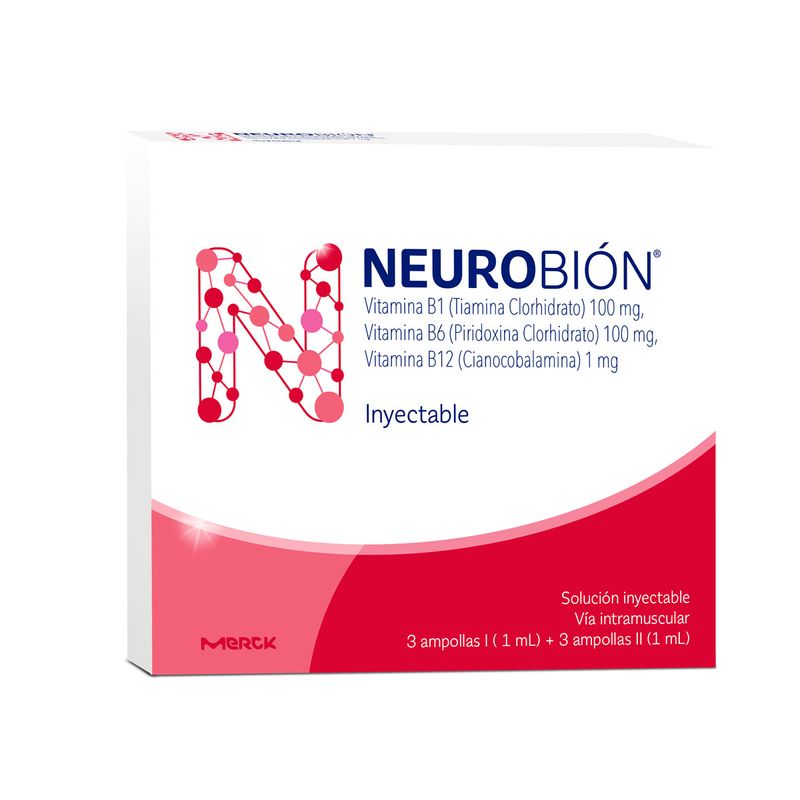 NEUROBIÓN
NEUROBIÓN®
Vitamina B1 (Tiamina Clorhidrato) 100 mg,
Vitamina B6 (Piridoxina Clorhidrato) 100 mg,
Vitamina B12 (Cianocobalamina) 1 mg
Inyectable
Solución inyectable
Vía intramuscular
3 ampollas I ( 1 mL) + 3 ampollas II (1 mL)
MERCK